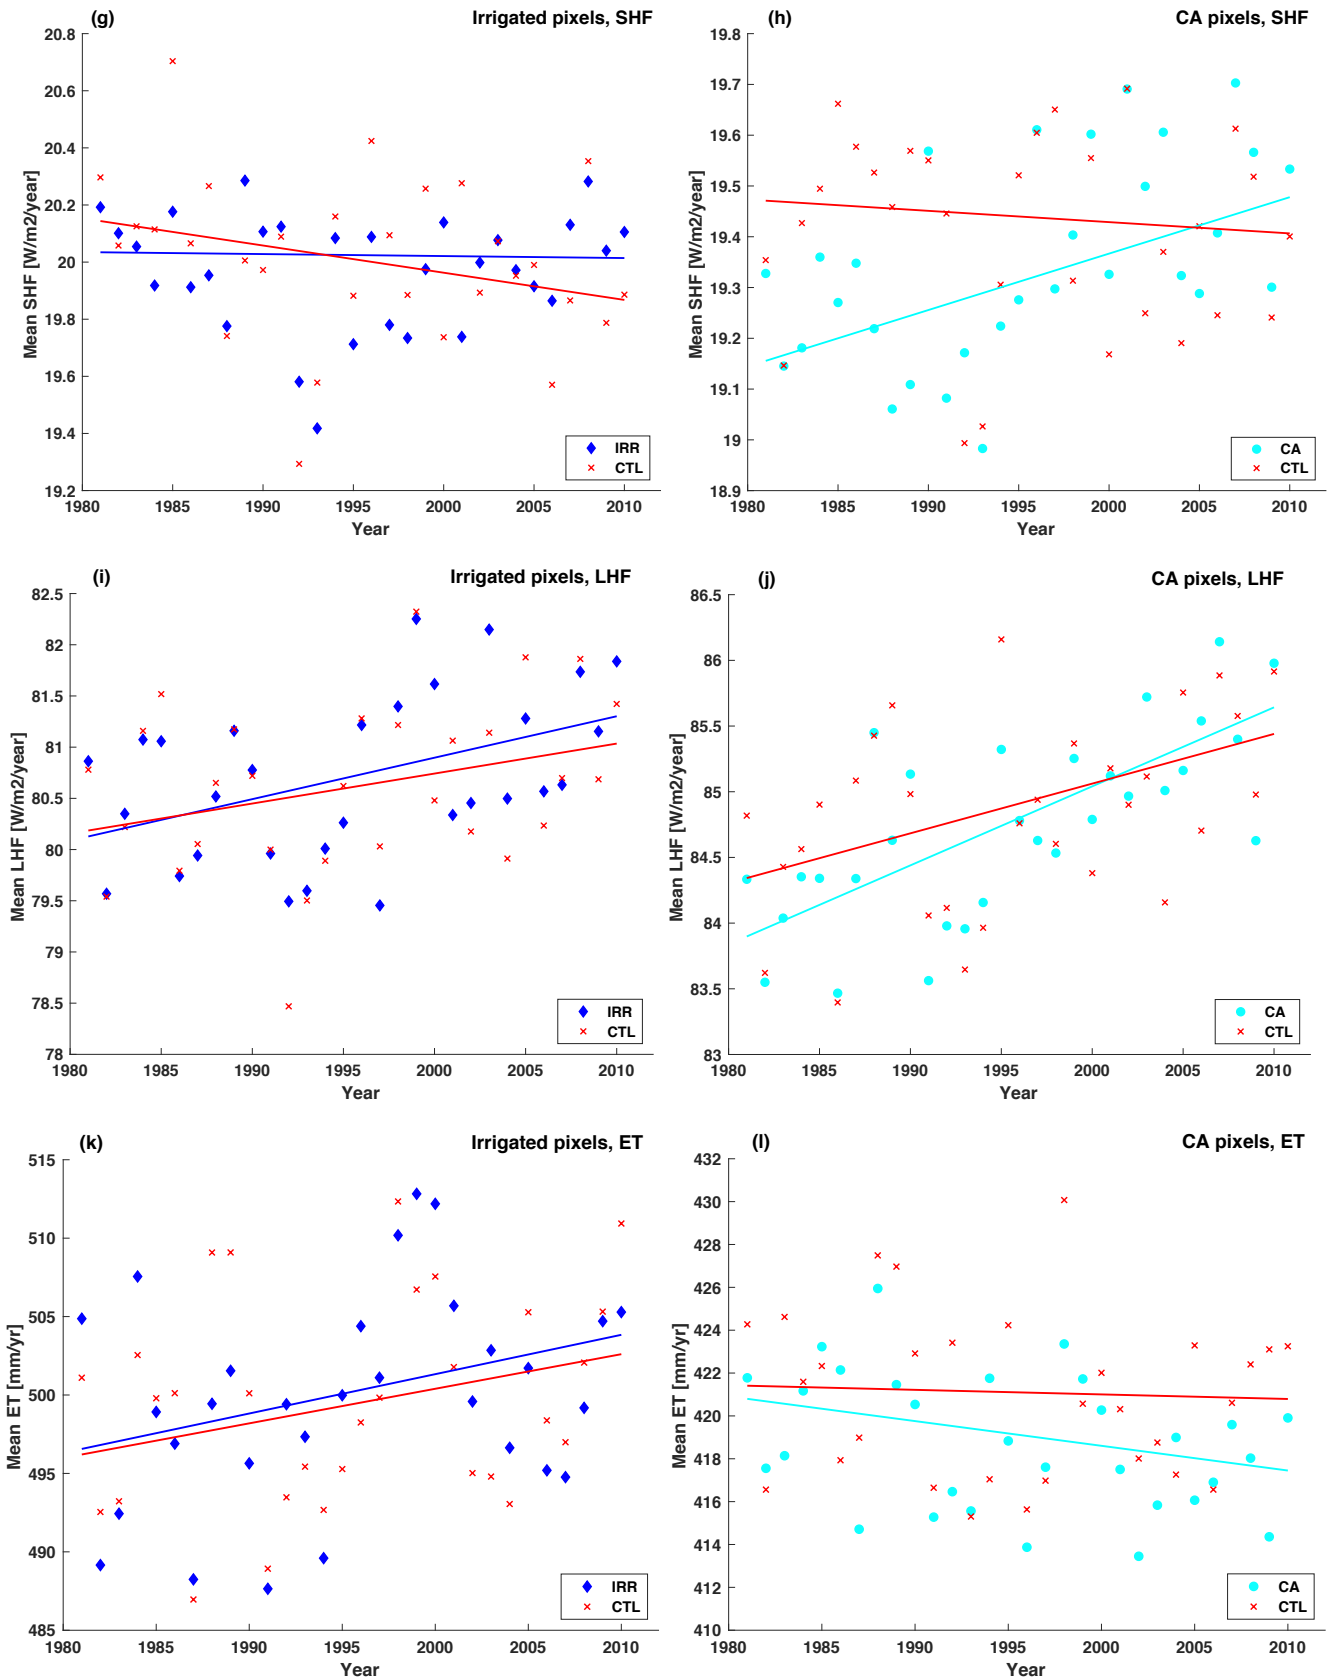 (g) Irrigated pixels, SHF
20.8
20.6
20.4
20.2
20
19.8
19.6
19.4
19.2
Mean SHF [W/m2/year]
1980 1985 1990 1995 2000 2005 2010
Year
IRR
CTL
(h) CA pixels, SHF
19.8
19.7
19.6
19.5
19.4
19.3
19.2
19.1
19
18.9
Mean SHF [W/m2/year]
1980 1985 1990 1995 2000 2005 2010
Year
CA
CTL
(i) Irrigated pixels, LHF
82.5
82
81.5
81
80.5
80
79.5
79
78.5
78
Mean LHF [W/m2/year]
1980 1985 1990 1995 2000 2005 2010
Year
IRR
CTL
(j) CA pixels, LHF
86.5
86
85.5
85
84.5
84
83.5
83
Mean LHF [W/m2/year]
1980 1985 1990 1995 2000 2005 2010
Year
CA
CTL
(k) Irrigated pixels, ET
515
510
505
500
495
490
485
Mean ET [mm/yr]
1980 1985 1990 1995 2000 2005 2010
Year
IRR
CTL
(l) CA pixels, ET
432
430
428
426
424
422
420
418
416
414
412
410
Mean ET [mm/yr]
1980 1985 1990 1995 2000 2005 2010
Year
CA
CTL